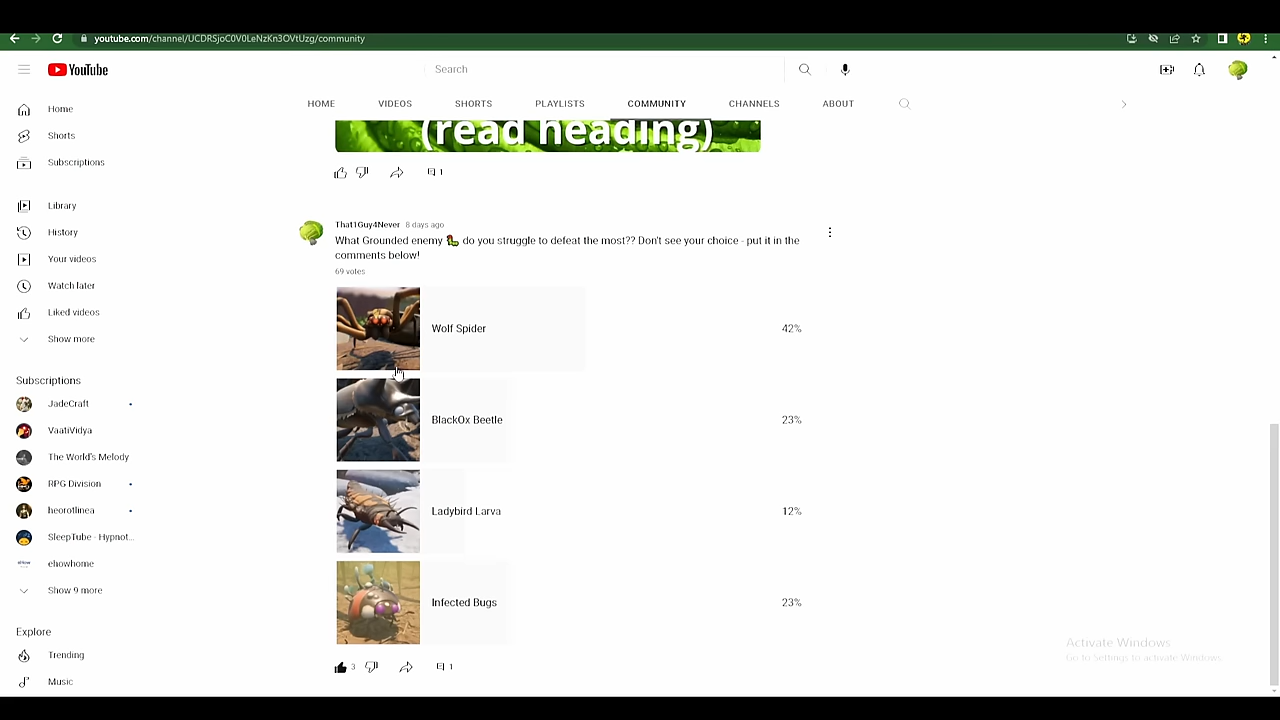 youtube.com/channel/UCDRSjoC0V0LeNzKn3OVtUzg/community
YouTube
Search
HOME VIDEOS SHORTS PLAYLISTS COMMUNITY CHANNELS ABOUT
Home
Shorts
Subscriptions
Library
History
Your videos
Watch later
Liked videos
Show more
Subscriptions
JadeCraft
VaatiVidya
The World's Melody
RPG Division
heorotlinea
SleepTube - Hypnot...
ehowhome
Show 9 more
Explore
Trending
Music
(read heading)
1
That1Guy4Never 8 days ago
What Grounded enemy 🐛 do you struggle to defeat the most?? Don't see your choice - put it in the
comments below!
69 votes
Wolf Spider 42%
BlackOx Beetle 23%
Ladybird Larva 12%
Infected Bugs 23%
3 1
Activate Windows
Go to Settings to activate Windows.